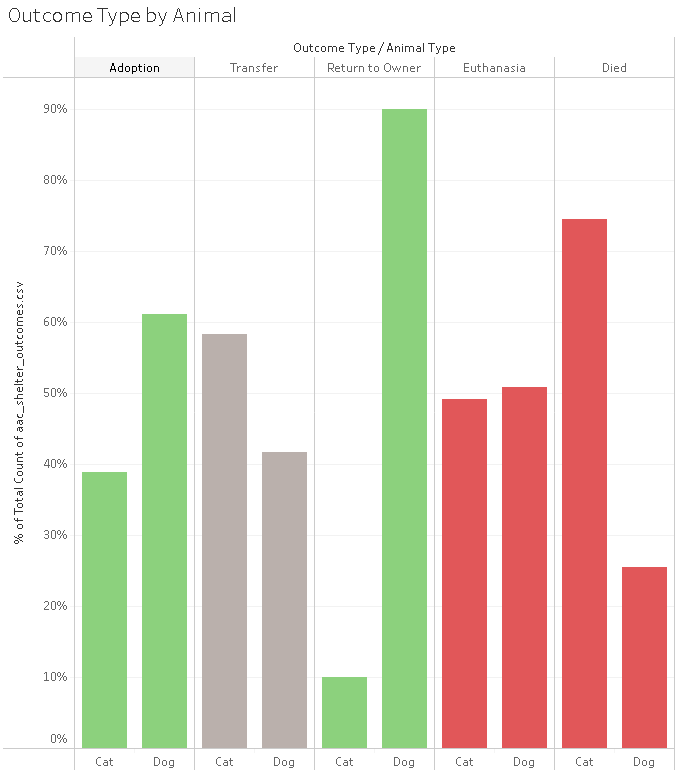 Outcome Type by Animal
Outcome Type / Animal Type
Adoption Transfer Return to Owner Euthanasia Died
% of Total Count of aac_shelter_outcomes.csv
90%
80%
70%
60%
50%
40%
30%
20%
10%
0%
Cat Dog Cat Dog Cat Dog Cat Dog Cat Dog